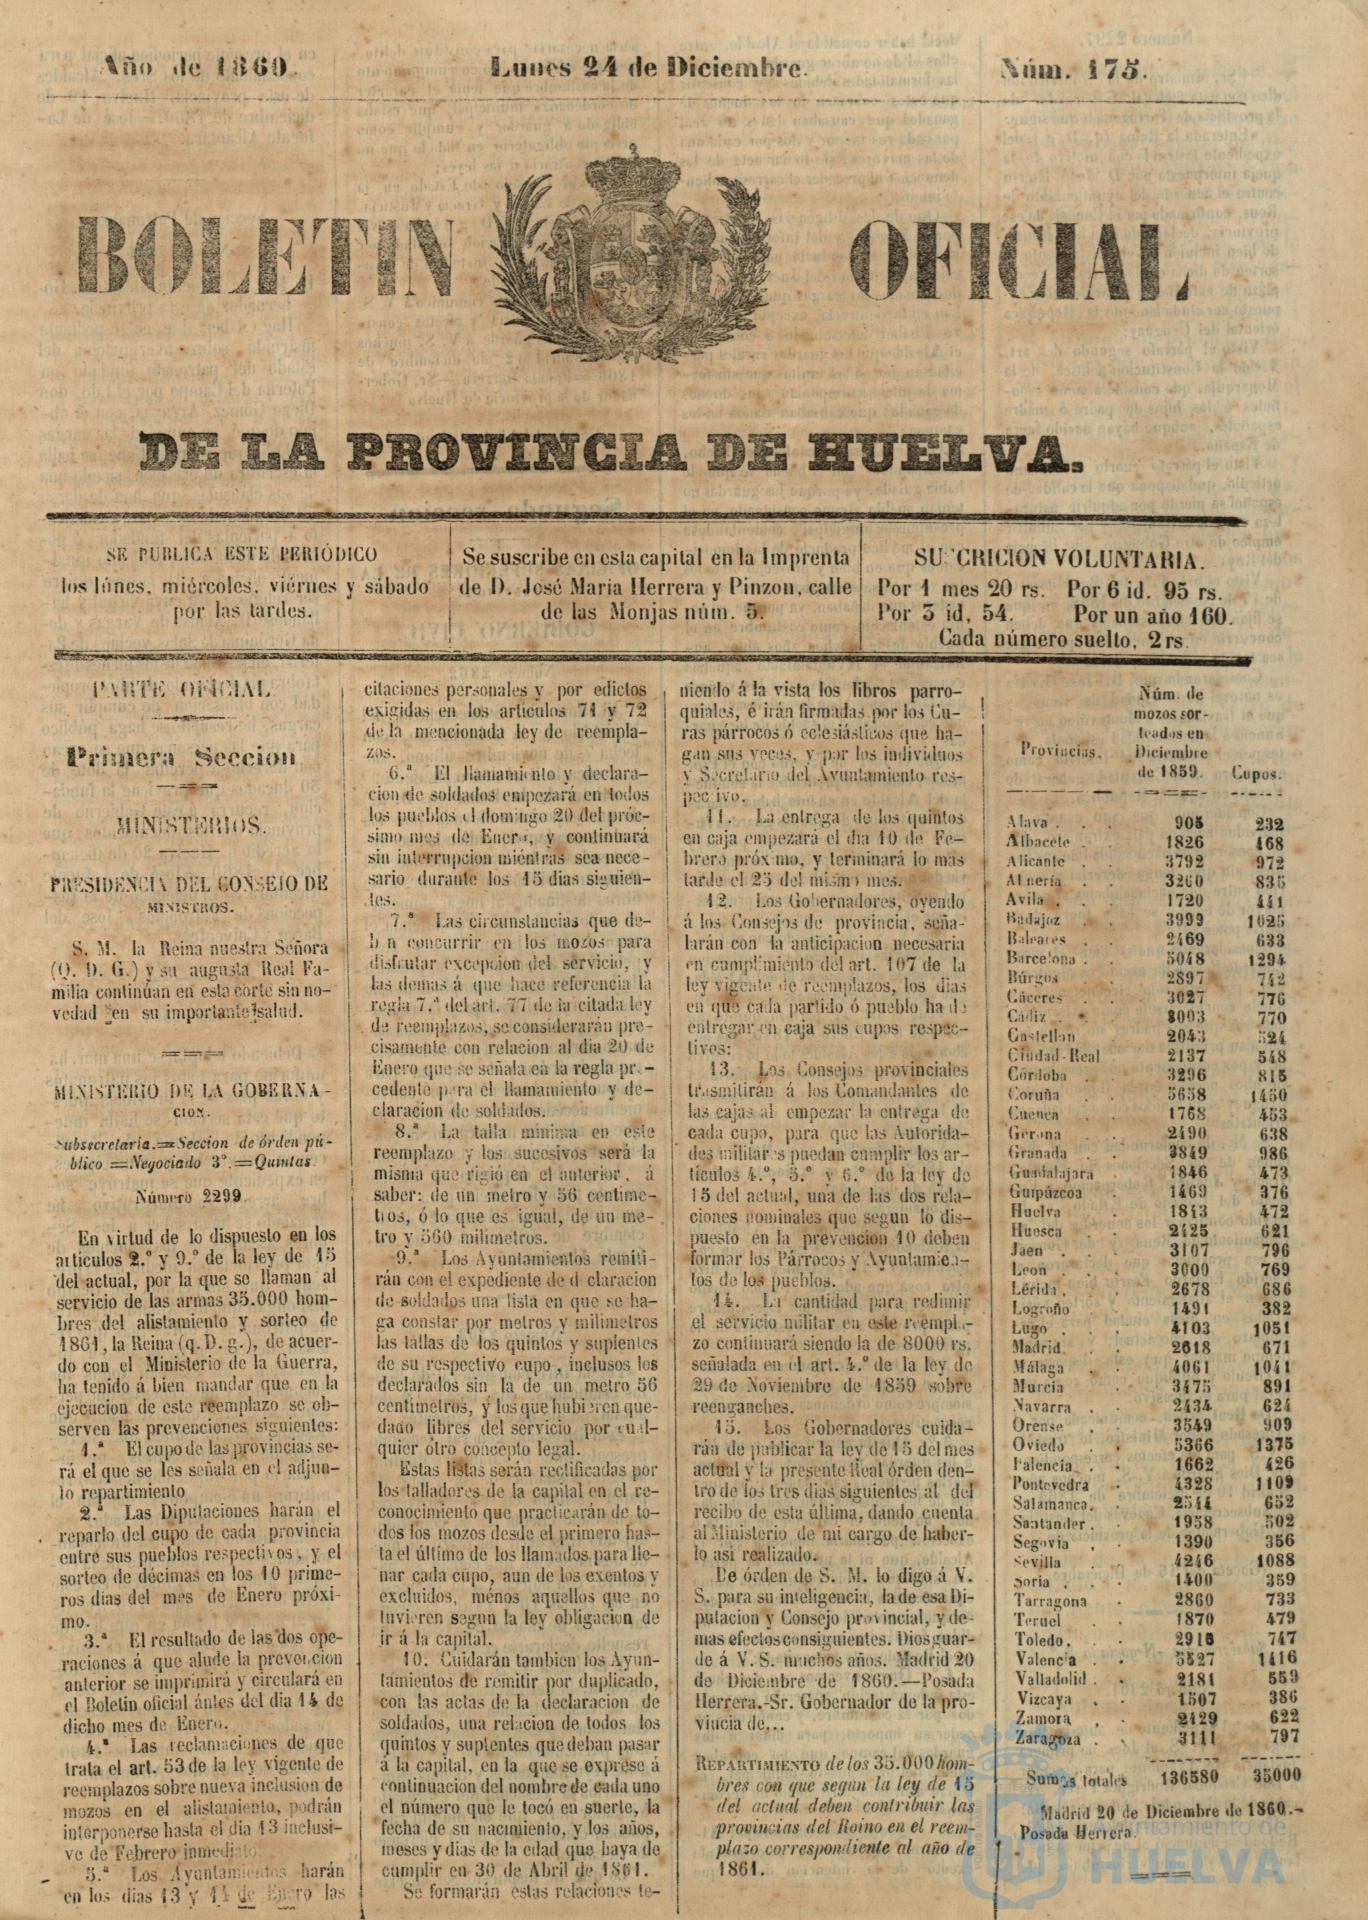 Año de 1860.
Lunes 24 de Diciembre.
Núm. 175.
BOLETIN OFICIAL
DE LA PROVINCIA DE HUELVA.
SE PUBLICA ESTE PERIÓDICO
los lúnes, miércoles, viérnes y sábado
por las tardes.
Se suscribe en esta capital en la Imprenta
de D. José Maria Herrera y Pinzon, calle
de las Monjas núm. 5.
SU CRICION VOLUNTARIA.
Por 1 mes 20 rs. Por 6 id. 95 rs.
Por 3 id, 54. Por un año 160.
Cada número suelto, 2 rs.
PARTE OFICIAL
Primera Seccion
MINISTERIOS.
PRESIDENCIA DEL CONSEJO DE
MINISTROS.
S. M. la Reina nuestra Señora
(Q. D. G.) y su augusta Real Fa-
milia continúan en esta corte sin no-
vedad en su importante salud.
MINISTERIO DE LA GOBERNA-
CION.
Subsecretaria.=Seccion de órden pú-
blico=Negociado 3º.=Quintas.
Número 2299.
En virtud de lo dispuesto en los
articulos 2.º y 9.º de la ley de 15
del actual, por la que se llaman al
servicio de las armas 35.000 hom-
bres del alistamiento y sorteo de
1861, la Reina (q. D. g.), de acuer-
do con el Ministerio de la Guerra,
ha tenido á bien mandar que en la
ejecucion de este reemplazo se ob-
serven las prevenciones siguientes:
1.ª El cupo de las provincias se-
rá el que se les señala en el adjun-
to repartimiento
2.ª Las Diputaciones harán el
reparto del cupo de cada provincia
entre sus pueblos respectivos, y el
sorteo de décimas en los 10 prime-
ros dias del mes de Enero próxi-
mo.
3.ª El resultado de las dos ope-
raciones á que alude la prevencion
anterior se imprimirá y circulará en
el Boletin oficial ántes del dia 14 de
dicho mes de Enero.
4.ª Las reclamaciones de que
trata el art. 53 de la ley vigente de
reemplazos sobre nueva inclusion de
mozos en el alistamiento, podrán
interponerse hasta el dia 13 inclusi-
ve de Febrero inmediato.
5.ª Los Ayuntamientos harán
en los dias 13 y 14 de Enero las
citaciones personales y por edictos
exigidas en los articulos 71 y 72
de la mencionada ley de reempla-
zos.
6.ª El llamamiento y declara-
cion de soldados empezará en todos
los pueblos el domingo 20 del próc-
simo mes de Enero, y continuará
sin interrupcion miéntras sea nece-
sario durante los 15 dias siguien-
tes.
7.ª Las circunstancias que de-
b n concurrir en los mozos para
disfrutar excepcion del servicio, y
las demas á que hace referencia la
regla 7.ª del art. 77 de la citada ley
de reemplazos, se considerarán pre-
cisamente con relacion al dia 20 de
Enero que se señala en la regla pre-
cedente para el llamamiento y de-
claracion de soldados.
8.ª La talla mínima en este
reemplazo y los sucesivos será la
misma que rigió en el anterior, á
saber: de un metro y 56 centime-
tros, ó lo que es igual, de un me-
tro y 560 milimetros.
9.ª Los Ayuntamientos remiti-
rán con el expediente de d claracion
de soldados una lista en que se ha-
ga constar por metros y milimetros
las tallas de los quintos y suplentes
de su respectivo cupo, inclusos los
declarados sin la de un metro 56
centimetros, y los que hubieren que-
dado libres del servicio por cual-
quier otro concepto legal.
Estas listas serán rectificadas por
los talladores de la capital en el re-
conocimiento que practicarán de to-
dos los mozos desde el primero has-
ta el último de los llamados para lle-
nar cada cupo, aun de los exentos y
excluidos, ménos aquellos que no
tuvieren segun la ley obligacion de
ir á la capital.
10. Cuidarán tambien los Ayun-
tamientos de remitir por duplicado,
con las actas de la declaracion de
soldados, una relacion de todos los
quintos y suplentes que deban pasar
á la capital, en la que se exprese á
continuacion del nombre de cada uno
el número que le tocó en suerte, la
fecha de su nacimiento, y los años,
meses y dias de la edad que haya de
cumplir en 30 de Abril de 1861.
Se formarán estas relaciones te-
niendo á la vista los libros parro-
quiales, é irán firmadas por los Cu-
ras párrocos ó eclesiásticos que ha-
gan sus veces, y por los individuos
y Secretario del Ayuntamiento res-
pec ivo.
11. La entrega de los quintos
en caja empezará el dia 10 de Fe-
brero próx mo, y terminará lo mas
tarde el 25 del mismo mes.
12. Los Gobernadores, oyendo
á los Consejos de provincia, seña-
larán con la anticipacion necesaria
en cumplimiento del art. 107 de la
ley vigente de reemplazos, los dias
en que cada partido ó pueblo ha de
entregar en caja sus cupos respec-
tivos:
13. Los Consejos provinciales
trasmitirán á los Comandantes de
las cajas al empezar la entrega de
cada cupo, para que las Autorida-
des militares puedan cumplir los ar-
tículos 4.º, 5.º y 6.º de la ley de
15 del actual, una de las dos rela-
ciones nominales que segun lo dis-
puesto en la prevencion 10 deben
formar los Párrocos y Ayuntamien-
tos de los pueblos.
14. La cantidad para redimir
el servicio militar en este reempla-
zo continuará siendo la de 8000 rs.
señalada en el art. 4.º de la ley de
29 de Noviembre de 1859 sobre
reenganches.
15. Los Gobernadores cuida-
rán de publicar la ley de 15 del mes
actual y la presente Real órden den-
tro de los tres dias siguientes al del
recibo de esta última, dando cuenta
al Ministerio de mi cargo de haber-
lo asi realizado.
De órden de S. M. lo digo á V.
S. para su inteligencia, la de esa Di-
putacion y Consejo provincial, y de-
mas efectos consiguientes. Dios guar-
de á V. S. muchos años. Madrid 20
de Diciembre de 1860.—Posada
Herrera.-Sr. Gobernador de la pro-
vincia de...
REPARTIMIENTO de los 35.000 hom-
bres con que segun la ley de 15
del actual deben contribuir las
provincias del Reino en el reem-
plazo correspondiente al año de
1861.
Provincias. Núm. de mozos sor- teados en Diciembre de 1859. Cupos.
Alava . . . 905 232
Albacete . . 1826 468
Alicante . . 3792 972
Almería . . 3260 835
Avila . . . 1720 441
Badajoz . . 3999 1025
Baleares . . 2469 633
Barcelona . . 5048 1294
Búrgos . . 2897 742
Cáceres . . 3027 776
Cádiz . . . 3003 770
Castellon . 2043 524
Ciudad-Real . 2137 548
Córdoba . . 3296 845
Coruña . . 5658 1450
Cuenca . . 1768 453
Gerona . . 2490 638
Granada . . 3849 986
Guadalajara . 1846 473
Guipúzcoa . 1469 376
Huelva . . 1843 472
Huesca . . 2425 621
Jaen . . . 3107 796
Leon . . . 3000 769
Lérida . . . 2678 686
Logroño . . 1491 382
Lugo . . . 4103 1051
Madrid . . 2618 671
Málaga . . 4061 1041
Murcia . . 3475 891
Navarra . . 2434 624
Orense . . 3549 909
Oviedo . . 5366 1375
Palencia . . 1662 426
Pontevedra . 4328 1109
Salamanca. . 2544 652
Santander . . 1958 502
Segovia . . 1390 356
Sevilla . . 4246 1088
Soria . . . 1400 359
Tarragona . 2860 733
Teruel . . 1870 479
Toledo. . . 2915 747
Valencia . . 5527 1416
Valladolid . . 2181 559
Vizcaya . . 1507 386
Zamora . . 2429 622
Zaragoza . . 3111 797
Sumas totales 136580 35000
Madrid 20 de Diciembre de 1860.-
Posada Herrera.
Ayuntamiento de
HUELVA